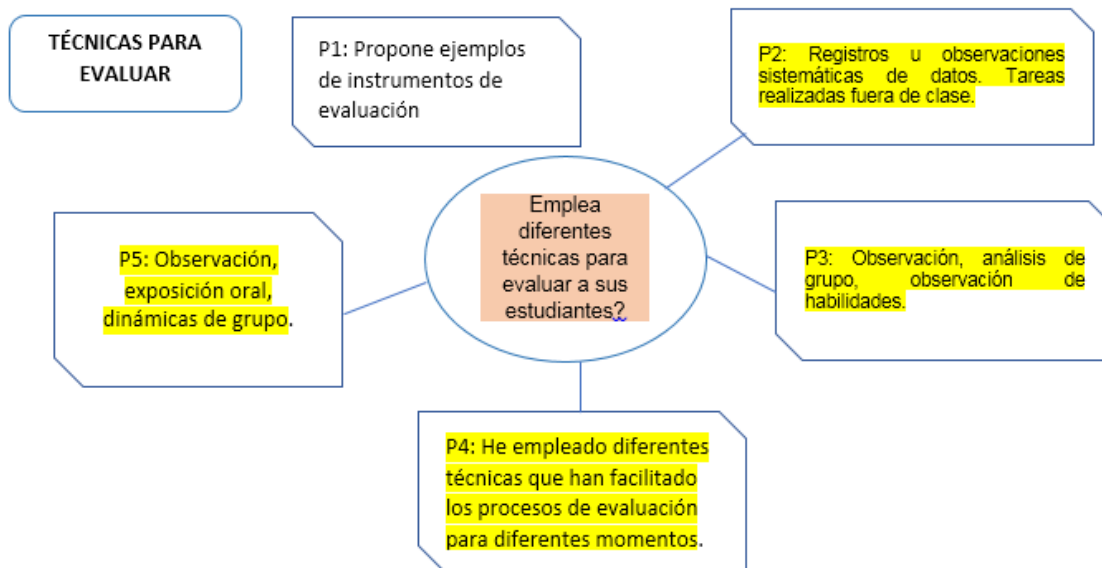 TÉCNICAS PARA
EVALUAR
P1: Propone ejemplos
de instrumentos de
evaluación
P2: Registros u observaciones
sistemáticas de datos. Tareas
realizadas fuera de clase.
Emplea
diferentes
técnicas para
evaluar a sus
estudiantes?
P5: Observación,
exposición oral,
dinámicas de grupo.
P3: Observación, análisis de
grupo, observación de
habilidades.
P4: He empleado diferentes
técnicas que han facilitado
los procesos de evaluación
para diferentes momentos.